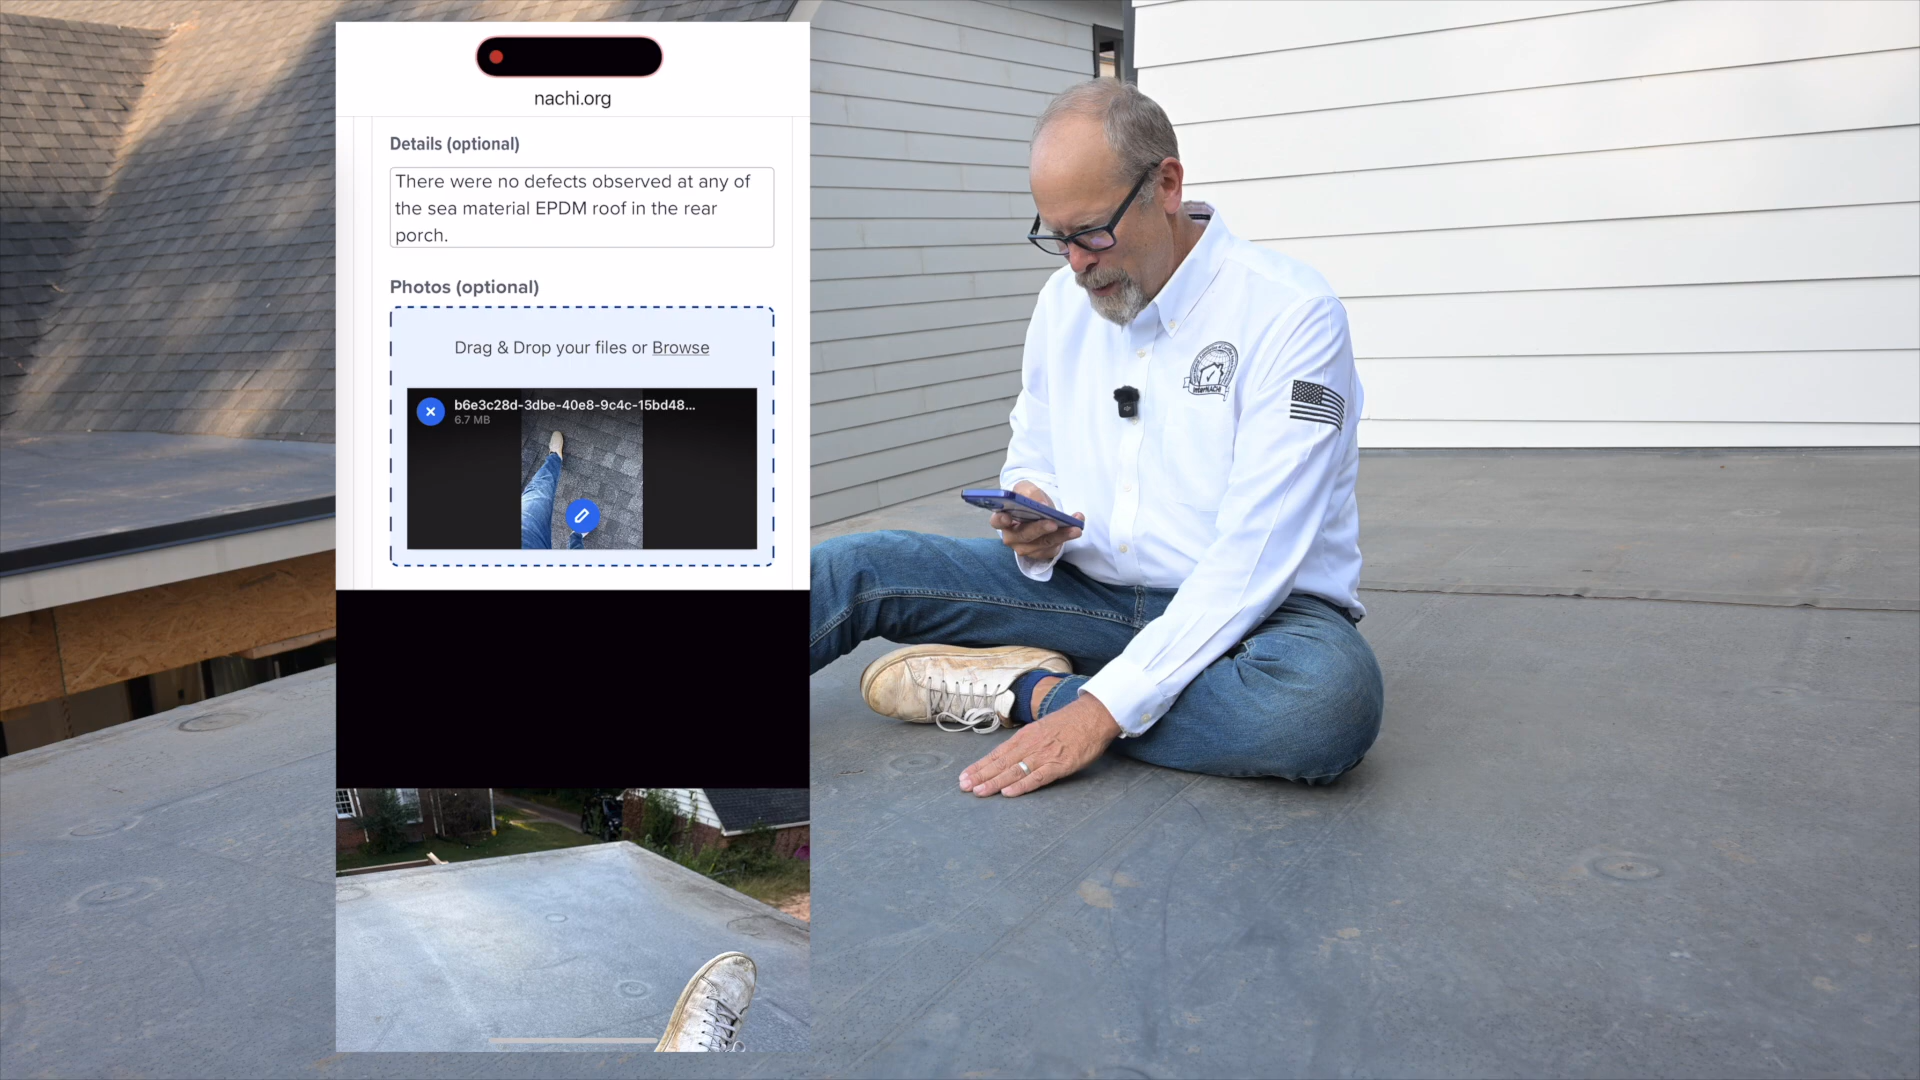 nachi.org
Details (optional)
There were no defects observed at any of
the sea material EPDM roof in the rear
porch.
Photos (optional)
Drag & Drop your files or Browse
b6e3c28d-3dbe-40e8-9c4c-15bd48...
6.7 MB
InterNACHI